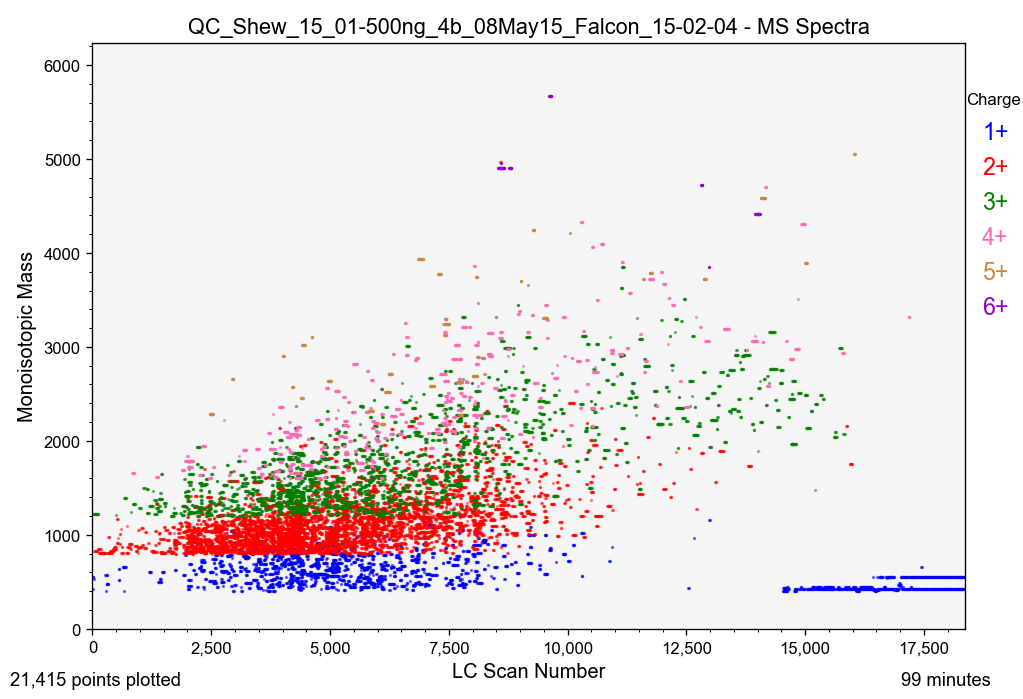 QC_Shew_15_01-500ng_4b_08May15_Falcon_15-02-04 - MS Spectra
Monoisotopic Mass
6000
5000
4000
3000
2000
1000
0
Charge
1+
2+
3+
4+
5+
6+
0 2,500 5,000 7,500 10,000 12,500 15,000 17,500
LC Scan Number
21,415 points plotted
99 minutes